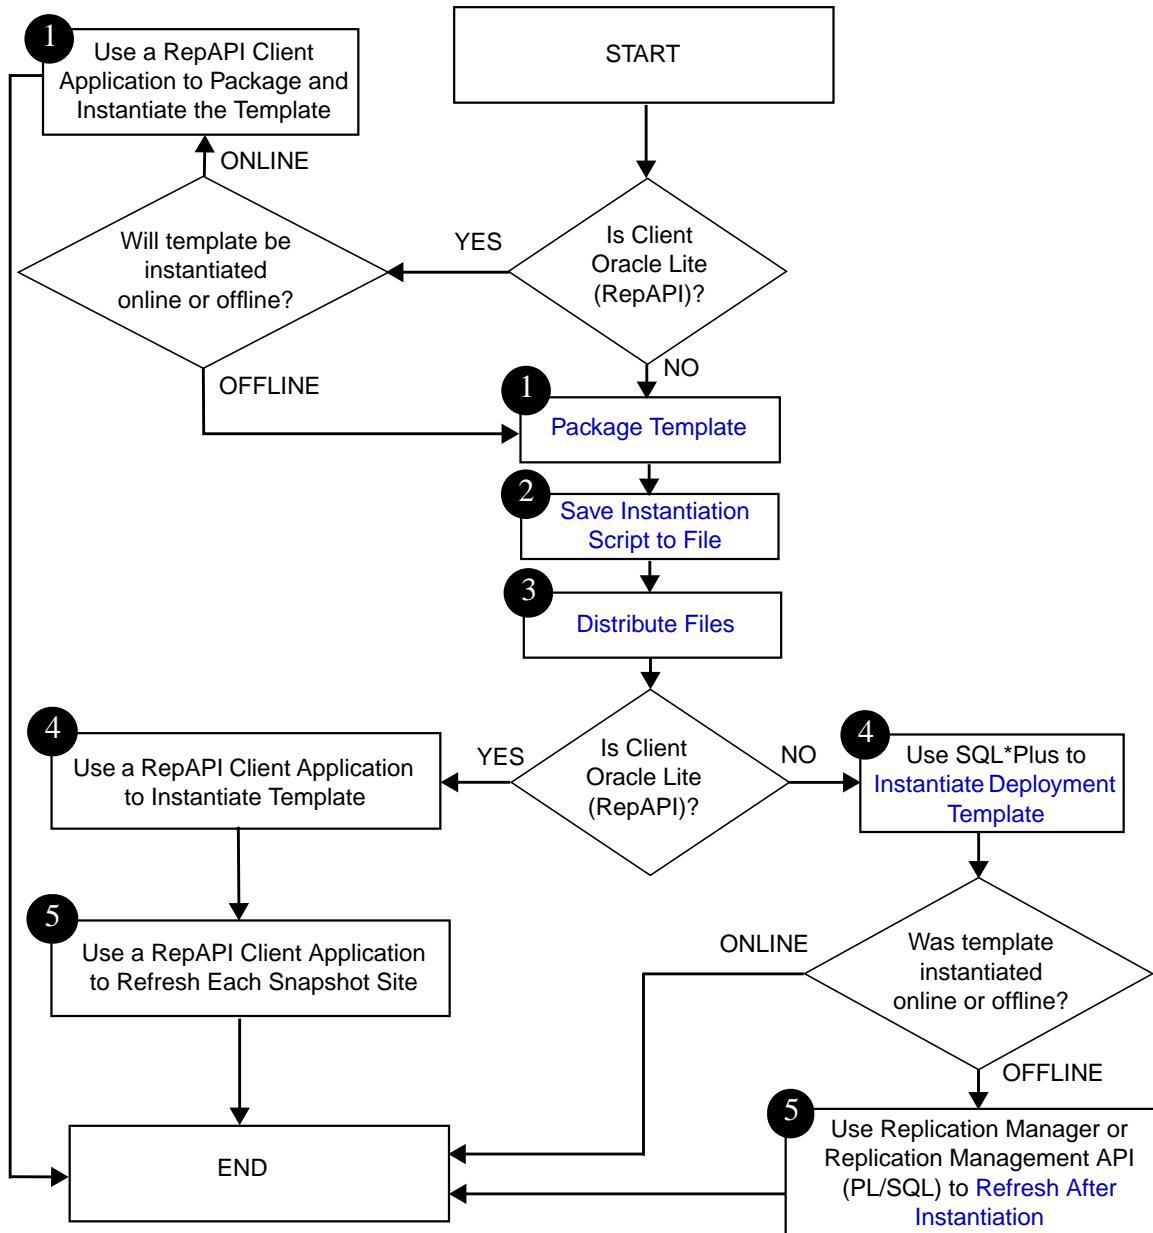 1
Use a RepAPI Client
Application to Package and
Instantiate the Template
START
ONLINE
Will template be
instantiated
online or offline?
YES
Is Client
Oracle Lite
(RepAPI)?
OFFLINE
NO
1
Package Template
2
Save Instantiation
Script to File
3
Distribute Files
4
Use a RepAPI Client Application
to Instantiate Template
YES
Is Client
Oracle Lite
(RepAPI)?
NO
4
Use SQL*Plus to
Instantiate Deployment
Template
5
Use a RepAPI Client Application
to Refresh Each Snapshot Site
ONLINE
Was template
instantiated
online or offline?
OFFLINE
END
5
Use Replication Manager or
Replication Management API
(PL/SQL) to Refresh After
Instantiation